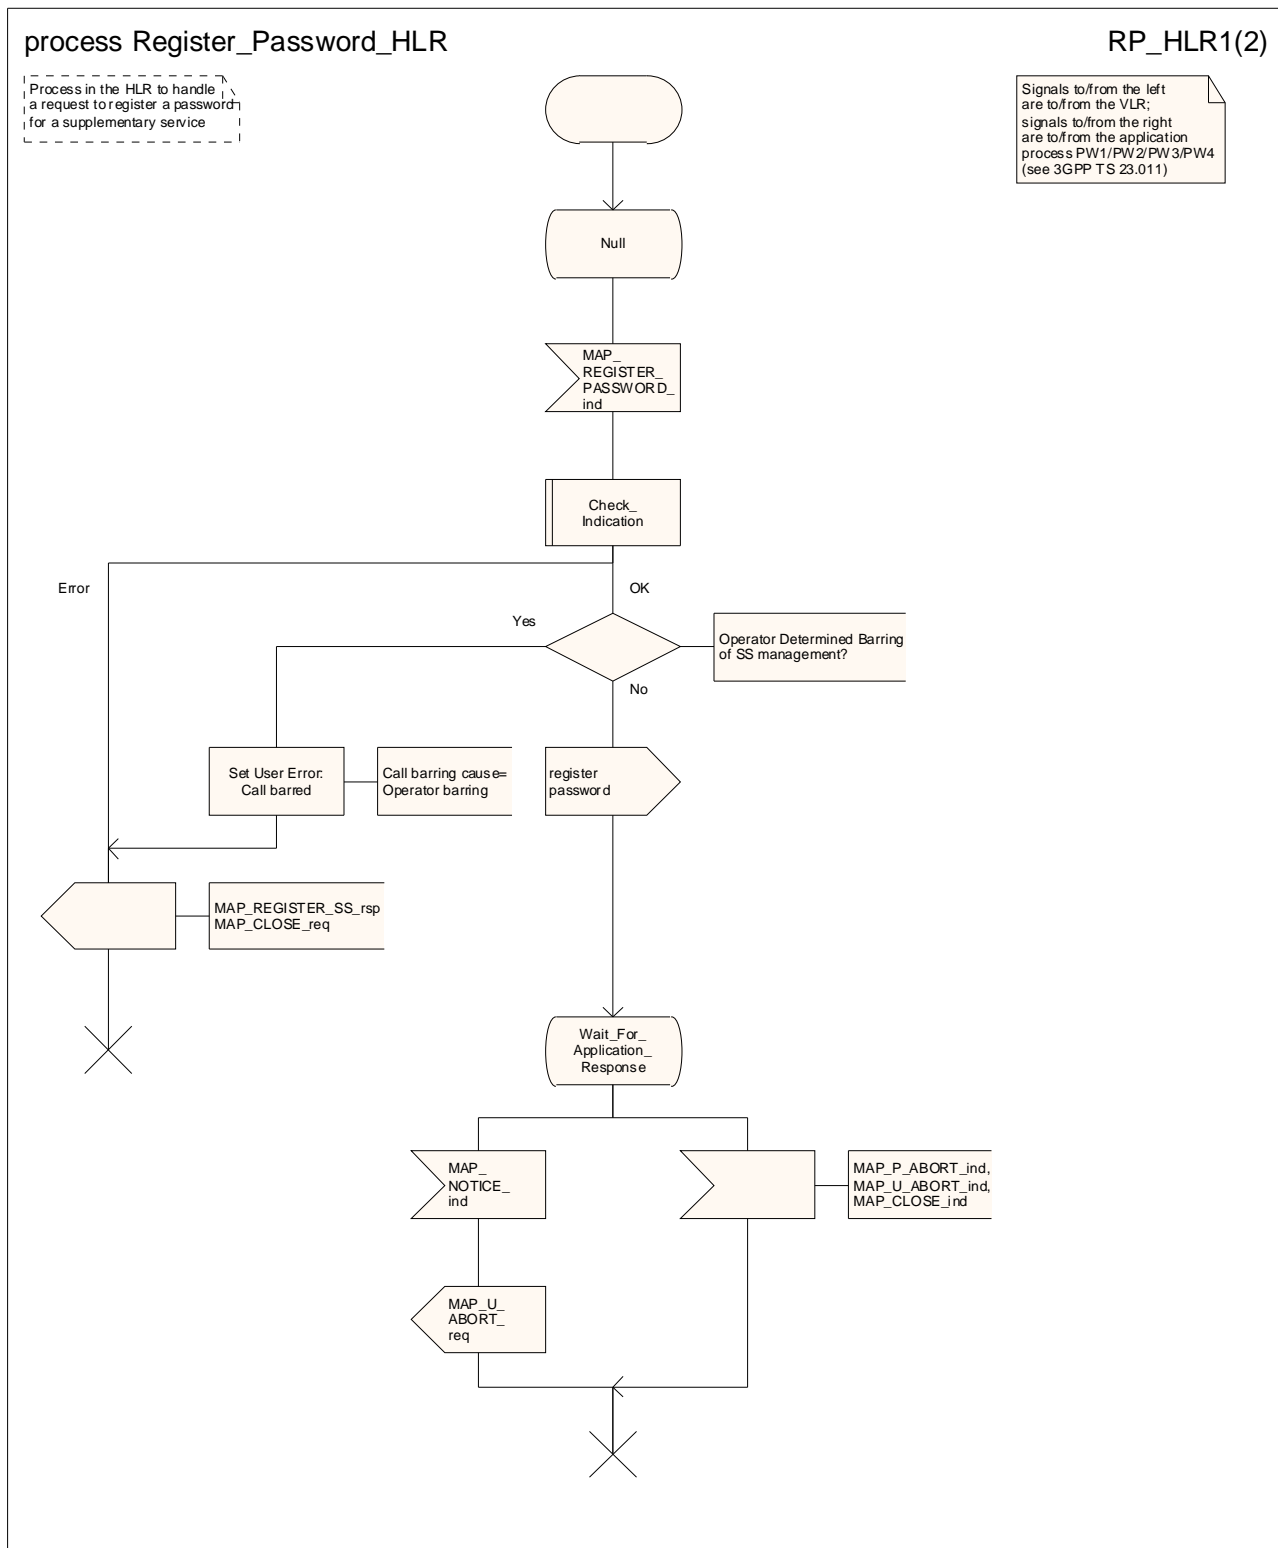 process Register_Password_HLR
RP_HLR1(2)
Process in the HLR to handle
a request to register a password
for a supplementary service
Signals to/from the left
are to/from the VLR;
signals to/from the right
are to/from the application
process PW1/PW2/PW3/PW4
(see 3GPP TS 23.011)
Null
MAP_
REGISTER_
PASSWORD_
ind
Check_
Indication
Error
OK
Yes
Operator Determined Barring
of SS management?
No
Set User Error:
Call barred
Call barring cause=
Operator barring
register
password
MAP_REGISTER_SS_rsp
MAP_CLOSE_req
Wait_For_
Application_
Response
MAP_
NOTICE_
ind
MAP_P_ABORT_ind,
MAP_U_ABORT_ind,
MAP_CLOSE_ind
MAP_U_
ABORT_
req